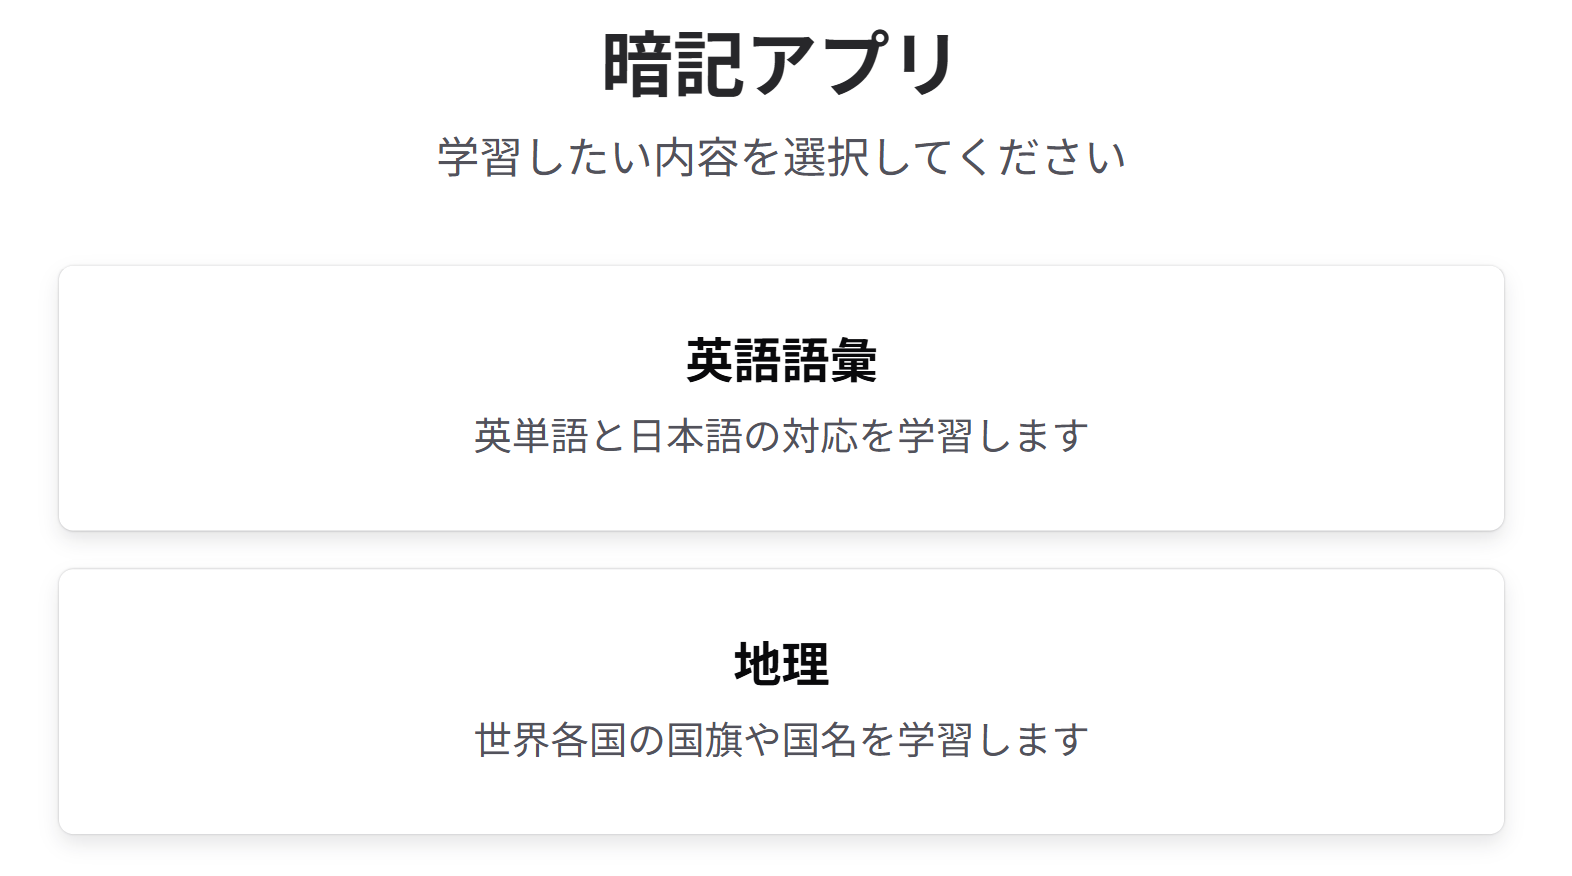 暗記アプリ
学習したい内容を選択してください
英語語彙
英単語と日本語の対応を学習します
地理
世界各国の国旗や国名を学習します